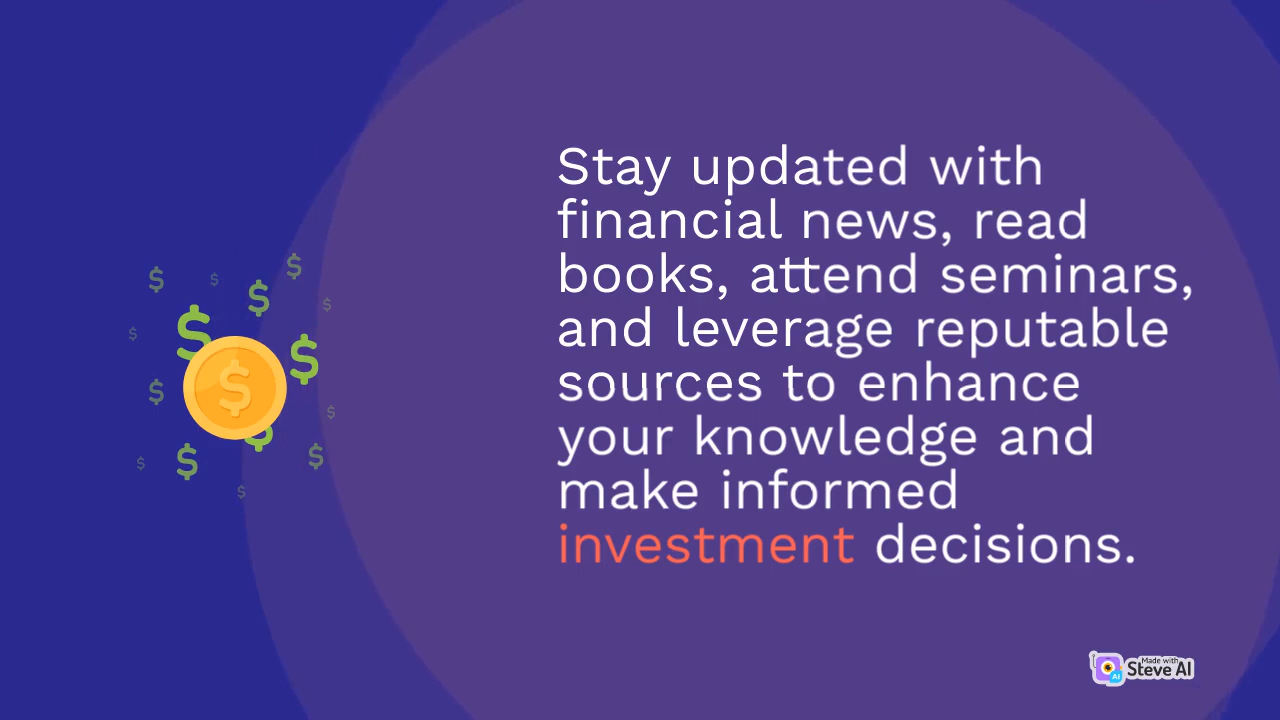 Stay updated with
financial news, read
books, attend seminars,
and leverage reputable
sources to enhance
your knowledge and
make informed
investment decisions.
Made with
Steve AI